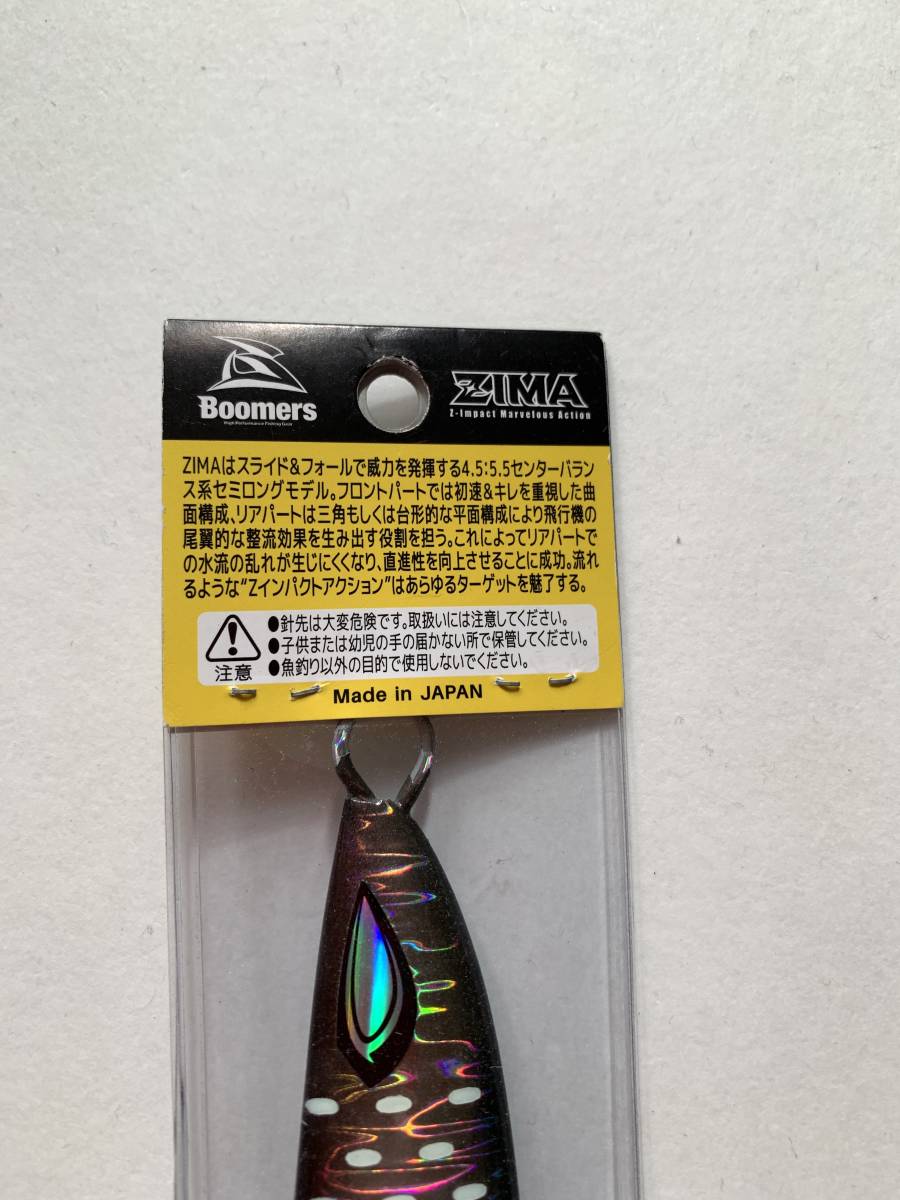 Boomers
High Performance Fishing Gear
ZIMA
Z-Impact Marvelous Action
ZIMAはスライド&フォールで威力を発揮する4.5:5.5センターバラン
ス系セミロングモデル。フロントパートでは初速&キレを重視した曲
面構成、リアパートは三角もしくは台形的な平面構成により飛行機の
尾翼的な整流効果を生み出す役割を担う。これによってリアパートで
の水流の乱れが生じにくくなり、直進性を向上させることに成功。流れ
るような“Zインパクトアクション”はあらゆるターゲットを魅了する。
注意
●針先は大変危険です。取扱いには注意してください。
●子供または幼児の手の届かない所で保管してください。
●魚釣り以外の目的で使用しないでください。
Made in JAPAN